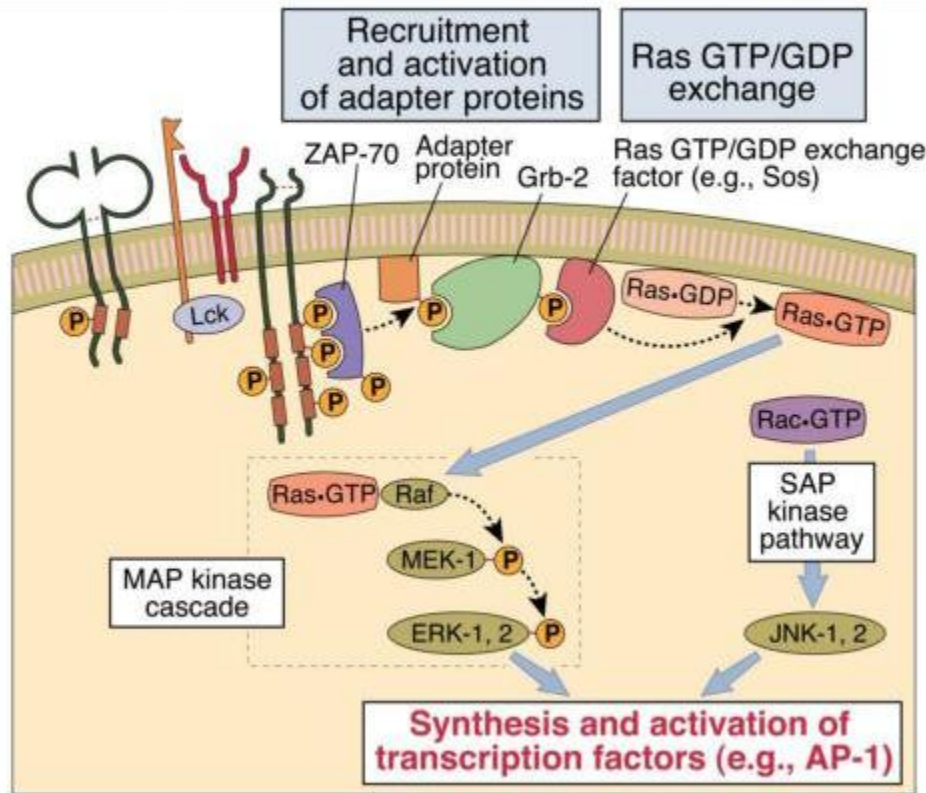 Recruitment
and activation
of adapter proteins
Ras GTP/GDP
exchange
ZAP-70
Adapter
protein
Grb-2
Ras GTP/GDP exchange
factor (e.g., Sos)
Lck
P
P
P
P
P
P
P
P
Ras•GDP
Ras•GTP
Rac•GTP
Ras•GTP
Raf
SAP
kinase
pathway
MEK-1
P
MAP kinase
cascade
ERK-1, 2
P
JNK-1, 2
Synthesis and activation of
transcription factors (e.g., AP-1)